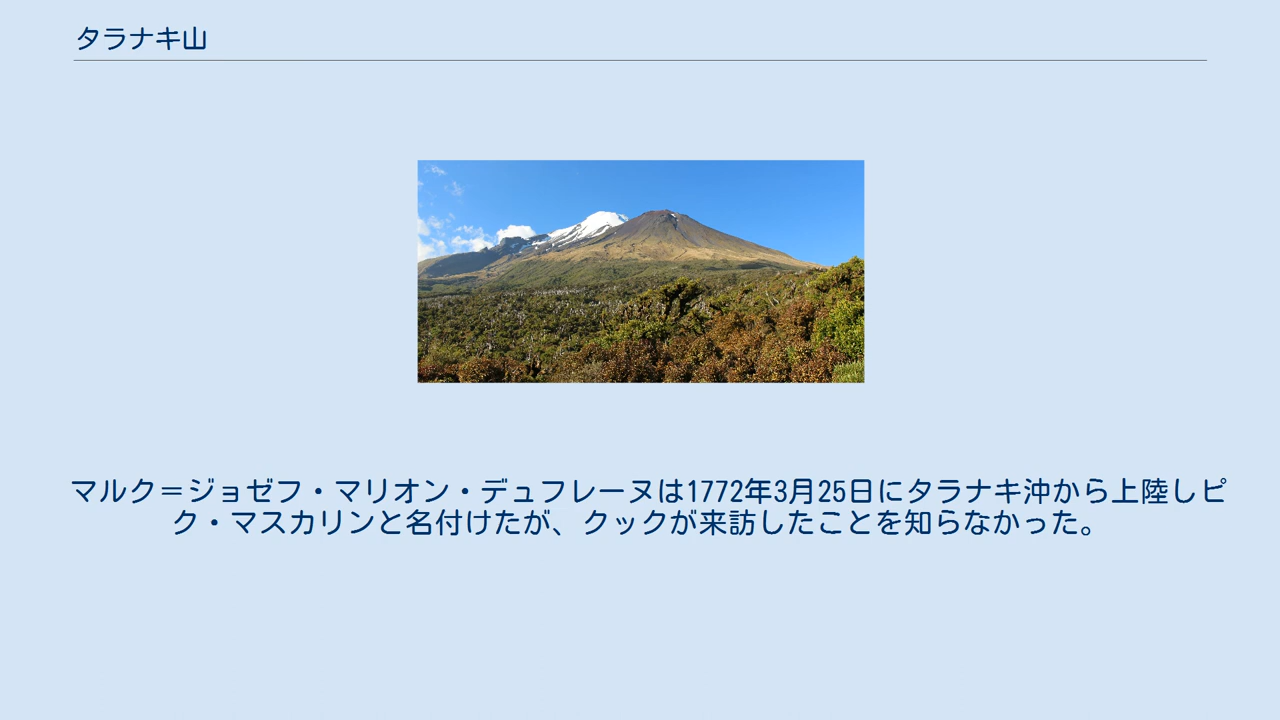 タラナキ山
マルク＝ジョゼフ・マリオン・デュフレーヌは1772年3月25日にタラナキ沖から上陸しピ
ク・マスカリンと名付けたが、クックが来訪したことを知らなかった。